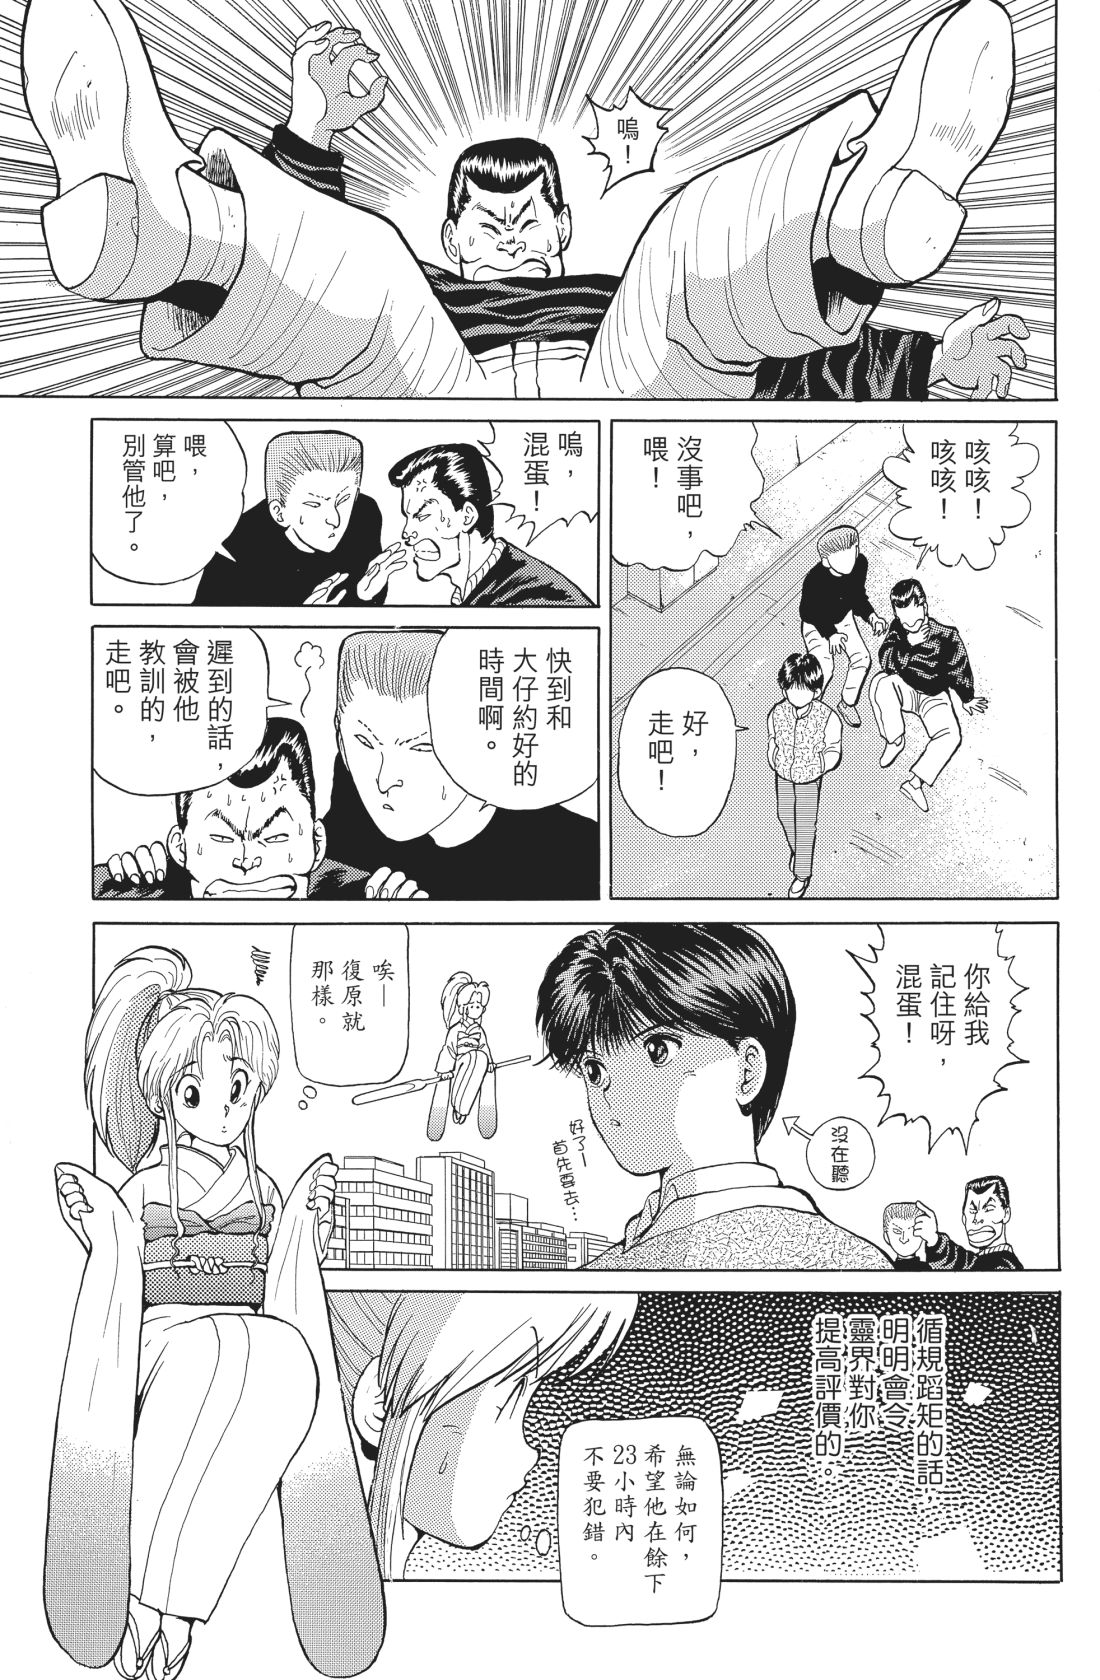 嗚！
咳咳！
咳咳！
沒事吧，
喂！
好，
走吧！
嗚，
混蛋！
喂，
算吧，
別管他了。
快到和
大仔約好的
時間啊。
遲到的話，
會被他
教訓的，
走吧。
你給我
記住呀，
混蛋！
沒在聽
好了—
首先要去…
唉—
復原就
那樣。
循規蹈矩的話，
明明會令
靈界對你
提高評價的。
無論如何，
希望他在餘下
23小時內
不要犯錯。